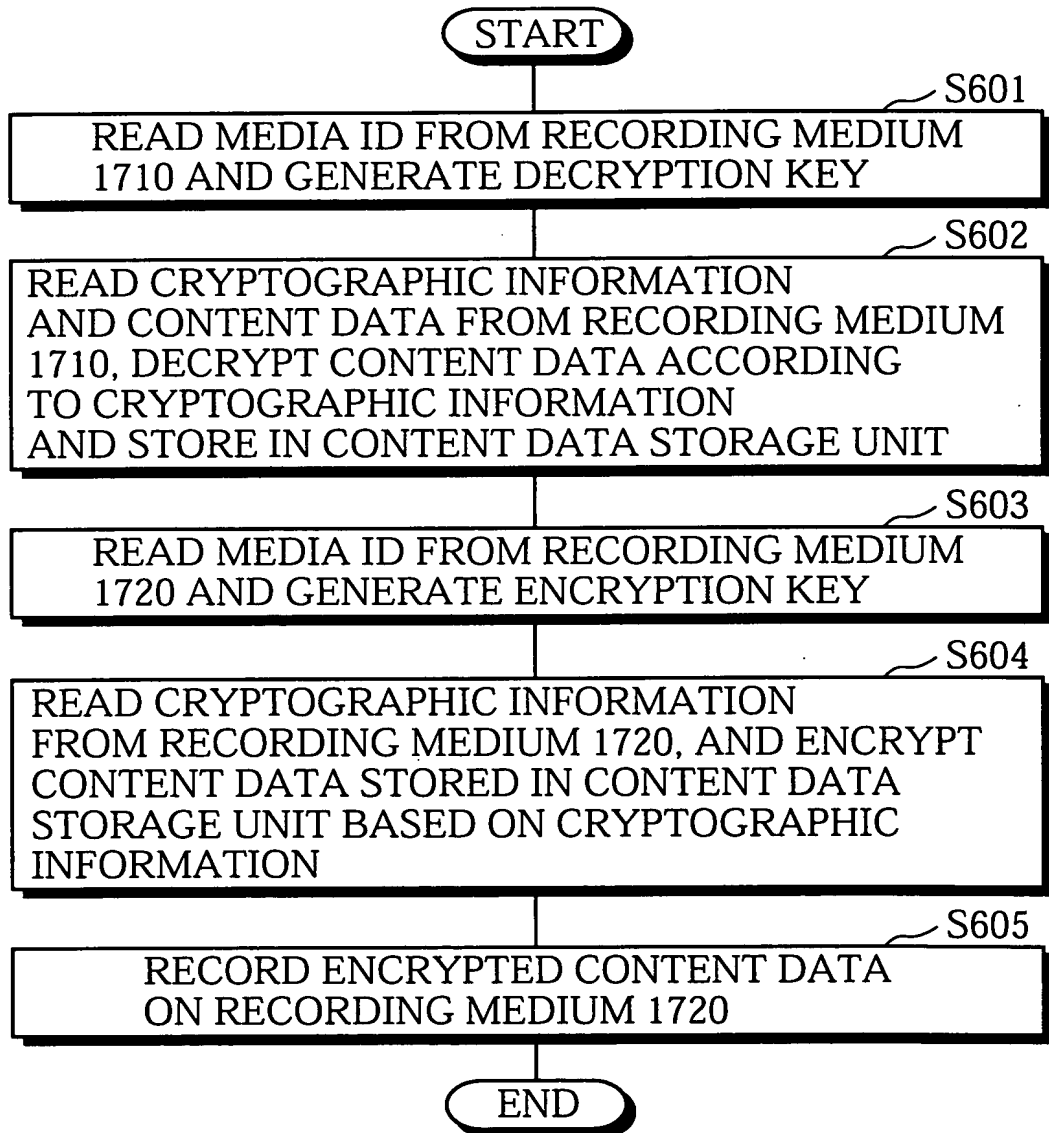 START
S601
READ MEDIA ID FROM RECORDING MEDIUM
1710 AND GENERATE DECRYPTION KEY
S602
READ CRYPTOGRAPHIC INFORMATION
AND CONTENT DATA FROM RECORDING MEDIUM
1710, DECRYPT CONTENT DATA ACCORDING
TO CRYPTOGRAPHIC INFORMATION
AND STORE IN CONTENT DATA STORAGE UNIT
S603
READ MEDIA ID FROM RECORDING MEDIUM
1720 AND GENERATE ENCRYPTION KEY
S604
READ CRYPTOGRAPHIC INFORMATION
FROM RECORDING MEDIUM 1720, AND ENCRYPT
CONTENT DATA STORED IN CONTENT DATA
STORAGE UNIT BASED ON CRYPTOGRAPHIC
INFORMATION
S605
RECORD ENCRYPTED CONTENT DATA
ON RECORDING MEDIUM 1720
END